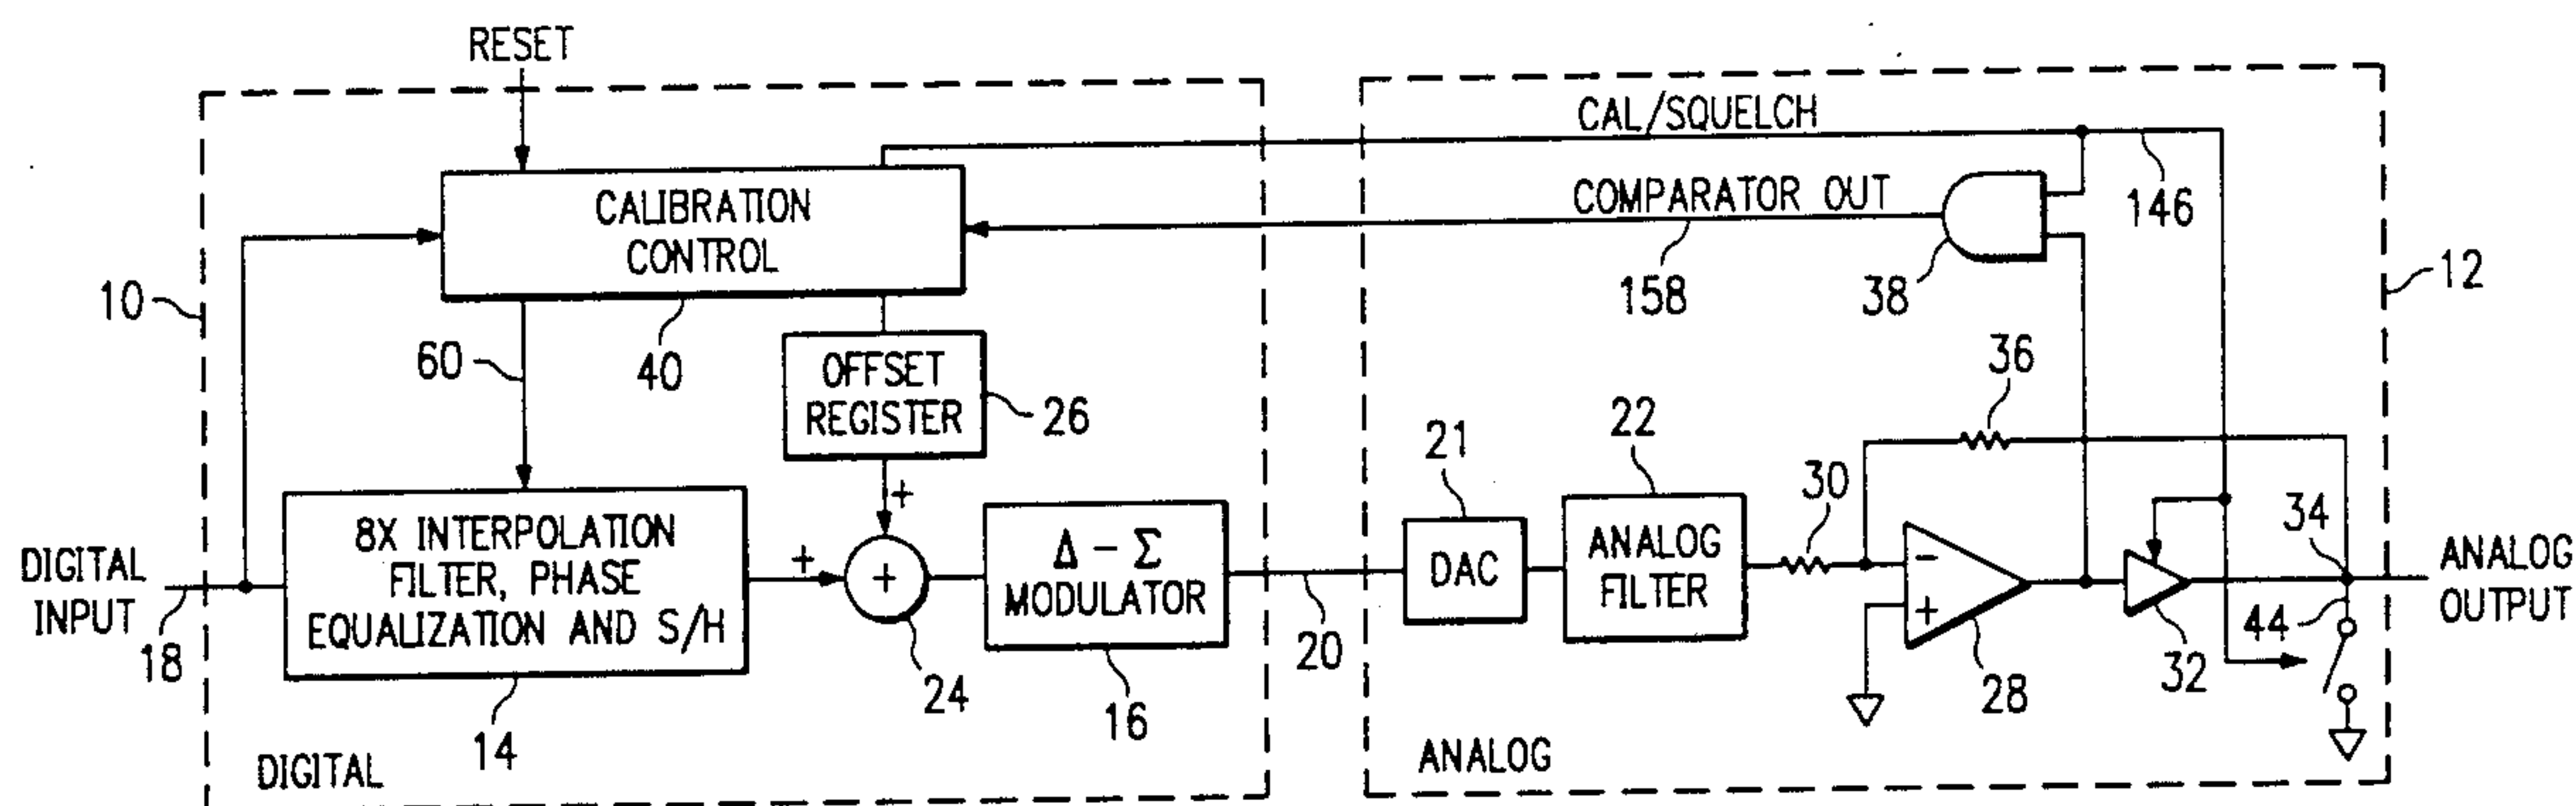 RESET
CAL/SQUELCH
CALIBRATION
CONTROL
COMPARATOR OUT
146
10
158
38
12
60
40
OFFSET
REGISTER
26
36
22
21
30
34
8X INTERPOLATION
FILTER, PHASE
EQUALIZATION AND S/H
+
+
+
Δ - Σ
MODULATOR
DAC
ANALOG
FILTER
-
+
DIGITAL
INPUT
ANALOG
OUTPUT
18
24
20
28
32
44
14
16
DIGITAL
ANALOG